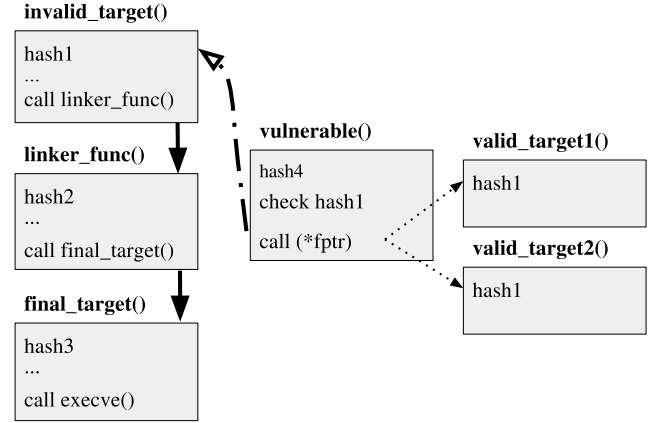 invalid_target()
hash1
...
call linker_func()
linker_func()
hash2
...
call final_target()
final_target()
hash3
...
call execve()
vulnerable()
hash4
check hash1
call (*fptr)
valid_target1()
hash1
valid_target2()
hash1